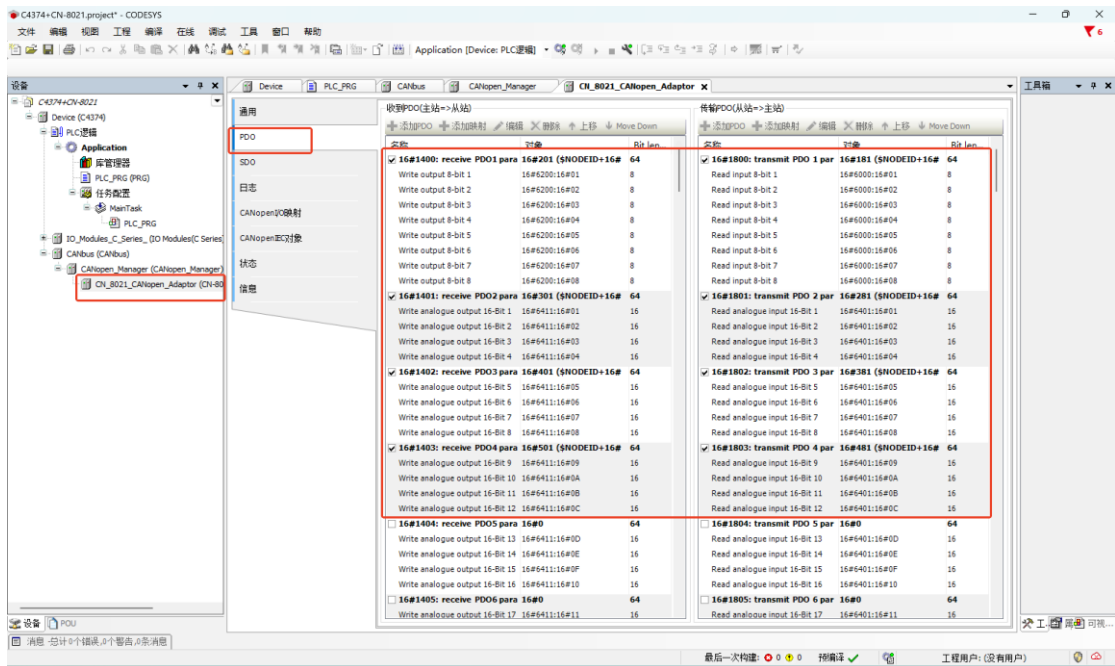 C4374+CN-8021.project* - CODESYS
文件 编辑 视图 工程 编译 在线 调试 工具 窗口 帮助
6
Application [Device: PLC逻辑]
设备
C4374+CN-8021
Device (C4374)
PLC逻辑
Application
库管理器
PLC_PRG (PRG)
任务配置
MainTask
PLC_PRG
IO_Modules_C_Series_ (IO Modules(C Series
CANbus (CANbus)
CANopen_Manager (CANopen_Manager)
CN_8021_CANopen_Adaptor (CN-80
设备 POU
Device PLC_PRG CANbus CANopen_Manager CN_8021_CANopen_Adaptor
通用
PDO
SDO
日志
CANopenI/O映射
CANopenIEC对象
状态
信息
收到PDO(主站=>从站)
添加PDO 添加映射 编辑 删除 上移 Move Down
名称 对象 Bit len...
16#1400: receive PDO1 para 16#201 ($NODEID+16# 64
Write output 8-bit 1 16#6200:16#01 8
Write output 8-bit 2 16#6200:16#02 8
Write output 8-bit 3 16#6200:16#03 8
Write output 8-bit 4 16#6200:16#04 8
Write output 8-bit 5 16#6200:16#05 8
Write output 8-bit 6 16#6200:16#06 8
Write output 8-bit 7 16#6200:16#07 8
Write output 8-bit 8 16#6200:16#08 8
16#1401: receive PDO2 para 16#301 ($NODEID+16# 64
Write analogue output 16-Bit 1 16#6411:16#01 16
Write analogue output 16-Bit 2 16#6411:16#02 16
Write analogue output 16-Bit 3 16#6411:16#03 16
Write analogue output 16-Bit 4 16#6411:16#04 16
16#1402: receive PDO3 para 16#401 ($NODEID+16# 64
Write analogue output 16-Bit 5 16#6411:16#05 16
Write analogue output 16-Bit 6 16#6411:16#06 16
Write analogue output 16-Bit 7 16#6411:16#07 16
Write analogue output 16-Bit 8 16#6411:16#08 16
16#1403: receive PDO4 para 16#501 ($NODEID+16# 64
Write analogue output 16-Bit 9 16#6411:16#09 16
Write analogue output 16-Bit 10 16#6411:16#0A 16
Write analogue output 16-Bit 11 16#6411:16#0B 16
Write analogue output 16-Bit 12 16#6411:16#0C 16
16#1404: receive PDO5 para 16#0 64
Write analogue output 16-Bit 13 16#6411:16#0D 16
Write analogue output 16-Bit 14 16#6411:16#0E 16
Write analogue output 16-Bit 15 16#6411:16#0F 16
Write analogue output 16-Bit 16 16#6411:16#10 16
16#1405: receive PDO6 para 16#0 64
Write analogue output 16-Bit 17 16#6411:16#11 16
传输PDO(从站=>主站)
添加PDO 添加映射 编辑 删除 上移 Move Down
名称 对象 Bit len...
16#1800: transmit PDO 1 par 16#181 ($NODEID+16# 64
Read input 8-bit 1 16#6000:16#01 8
Read input 8-bit 2 16#6000:16#02 8
Read input 8-bit 3 16#6000:16#03 8
Read input 8-bit 4 16#6000:16#04 8
Read input 8-bit 5 16#6000:16#05 8
Read input 8-bit 6 16#6000:16#06 8
Read input 8-bit 7 16#6000:16#07 8
Read input 8-bit 8 16#6000:16#08 8
16#1801: transmit PDO 2 par 16#281 ($NODEID+16# 64
Read analogue input 16-Bit 1 16#6401:16#01 16
Read analogue input 16-Bit 2 16#6401:16#02 16
Read analogue input 16-Bit 3 16#6401:16#03 16
Read analogue input 16-Bit 4 16#6401:16#04 16
16#1802: transmit PDO 3 par 16#381 ($NODEID+16# 64
Read analogue input 16-Bit 5 16#6401:16#05 16
Read analogue input 16-Bit 6 16#6401:16#06 16
Read analogue input 16-Bit 7 16#6401:16#07 16
Read analogue input 16-Bit 8 16#6401:16#08 16
16#1803: transmit PDO 4 par 16#481 ($NODEID+16# 64
Read analogue input 16-Bit 9 16#6401:16#09 16
Read analogue input 16-Bit 10 16#6401:16#0A 16
Read analogue input 16-Bit 11 16#6401:16#0B 16
Read analogue input 16-Bit 12 16#6401:16#0C 16
16#1804: transmit PDO 5 par 16#0 64
Read analogue input 16-Bit 13 16#6401:16#0D 16
Read analogue input 16-Bit 14 16#6401:16#0E 16
Read analogue input 16-Bit 15 16#6401:16#0F 16
Read analogue input 16-Bit 16 16#6401:16#10 16
16#1805: transmit PDO 6 par 16#0 64
Read analogue input 16-Bit 17 16#6401:16#11 16
工具箱
工... 属 可视...
消息 -总计0个错误,0个警告,0条消息
最后一次构建: 0 0 预编译 工程用户: (没有用户)